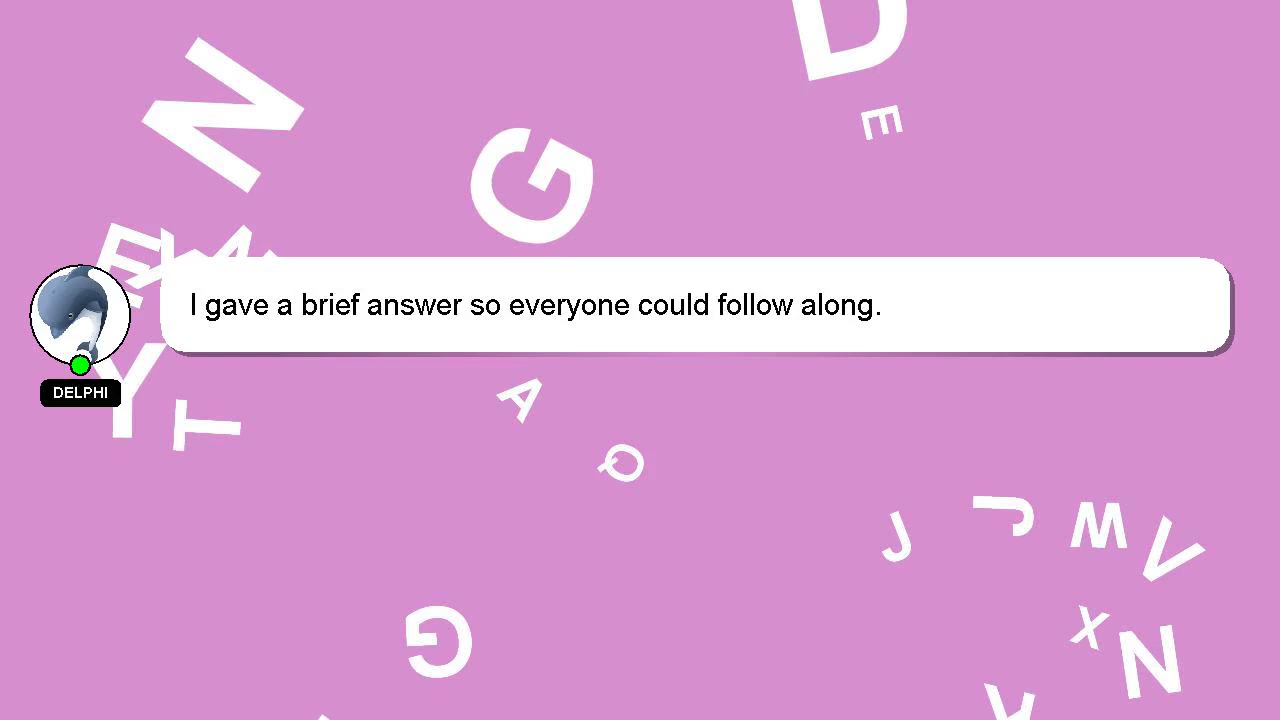 N
D
G
E
E
X
N
I gave a brief answer so everyone could follow along.
DELPHI
Y
T
A
Q
J
J
W
V
X
N
G